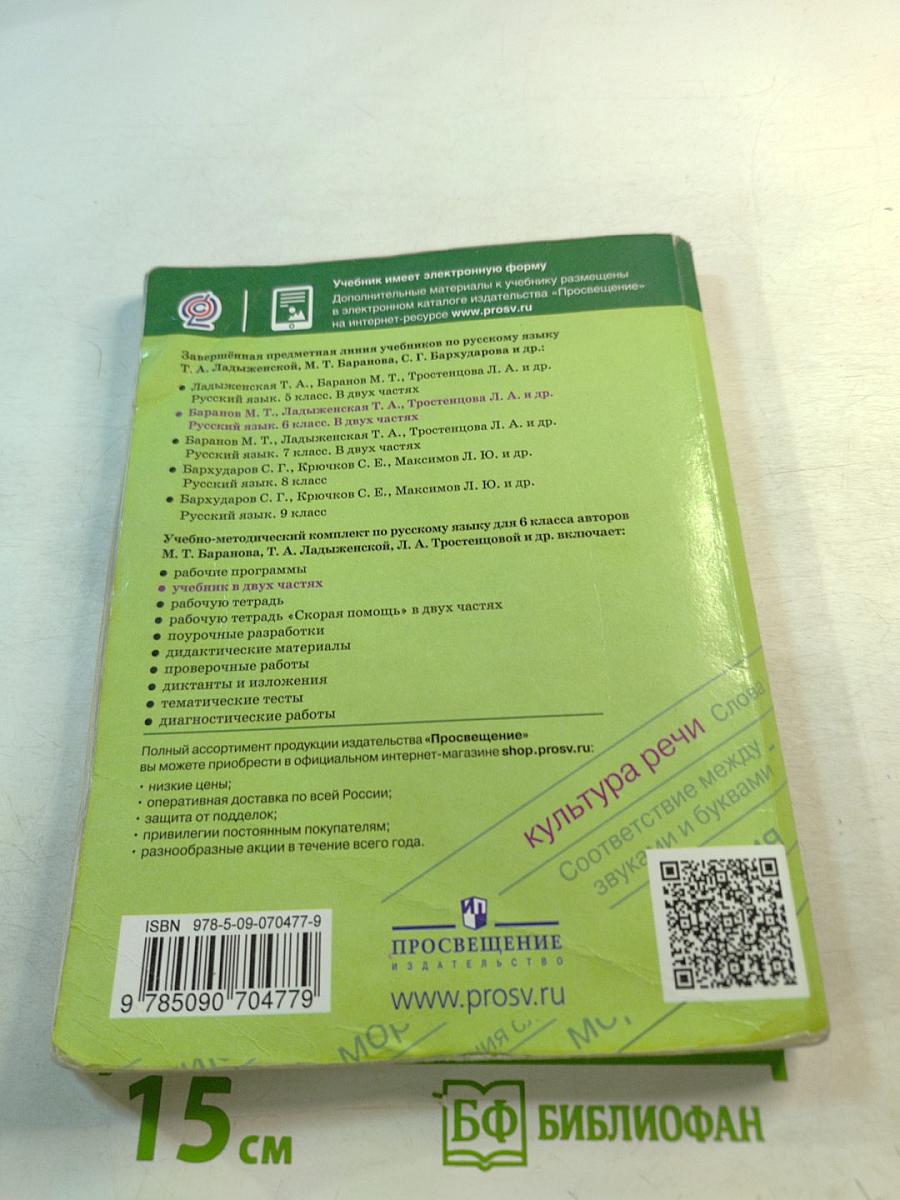 Учебник имеет электронную форму
Дополнительные материалы к учебнику размещены
в электронном каталоге издательства «Просвещение»
на интернет-ресурсе www.prosv.ru
Завершённая предметная линия учебников по русскому языку
Т. А. Ладыженской, М. Т. Баранова, С. Г. Бархударова и др.:
• Ладыженская Т. А., Баранов М. Т., Тростенцова Л. А. и др.
Русский язык. 5 класс. В двух частях
• Баранов М. Т., Ладыженская Т. А., Тростенцова Л. А. и др.
Русский язык. 6 класс. В двух частях
• Баранов М. Т., Ладыженская Т. А., Тростенцова Л. А. и др.
Русский язык. 7 класс. В двух частях
• Бархударов С. Г., Крючков С. Е., Максимов Л. Ю. и др.
Русский язык. 8 класс
• Бархударов С. Г., Крючков С. Е., Максимов Л. Ю. и др.
Русский язык. 9 класс
Учебно-методический комплект по русскому языку для 6 класса авторов
М. Т. Баранова, Т. А. Ладыженской, Л. А. Тростенцовой и др. включает:
• рабочие программы
• учебник в двух частях
• рабочую тетрадь
• рабочую тетрадь «Скорая помощь» в двух частях
• поурочные разработки
• дидактические материалы
• проверочные работы
• диктанты и изложения
• тематические тесты
• диагностические работы
Полный ассортимент продукции издательства «Просвещение»
вы можете приобрести в официальном интернет-магазине shop.prosv.ru:
• низкие цены;
• оперативная доставка по всей России;
• защита от подделок;
• привилегии постоянным покупателям;
• разнообразные акции в течение всего года.
культура речи Слова
Соответствие между
звуками и буквами
ISBN 978-5-09-070477-9
9 785090 704779
ПРОСВЕЩЕНИЕ
ИЗДАТЕЛЬСТВО
www.prosv.ru
15 см
БФ БИБЛИОФАН